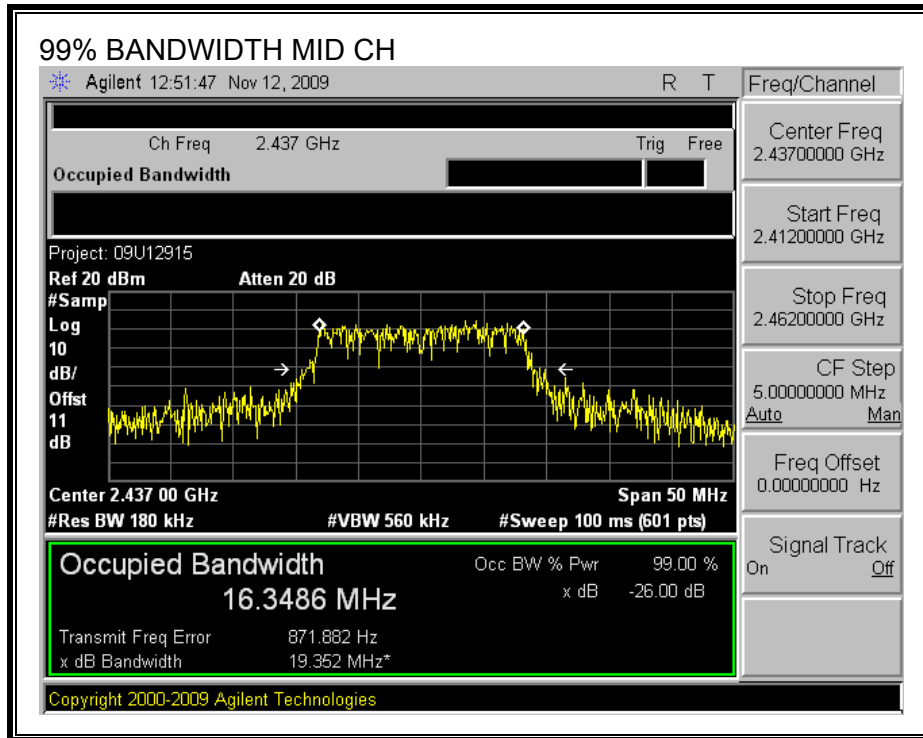 99% BANDWIDTH MID CH
Agilent 12:51:47 Nov 12, 2009 R T
Freq/Channel
Ch Freq 2.437 GHz Trig Free
Occupied Bandwidth
Center Freq
2.43700000 GHz
Start Freq
2.41200000 GHz
Stop Freq
2.46200000 GHz
CF Step
5.00000000 MHz
Auto Man
Freq Offset
0.00000000 Hz
Signal Track
On Off
Project: 09U12915
Ref 20 dBm Atten 20 dB
#Samp
Log
10
dB/
Offst
11
dB
Center 2.437 00 GHz Span 50 MHz
#Res BW 180 kHz #VBW 560 kHz #Sweep 100 ms (601 pts)
Occupied Bandwidth
16.3486 MHz
Occ BW % Pwr 99.00 %
x dB -26.00 dB
Transmit Freq Error 871.882 Hz
x dB Bandwidth 19.352 MHz*
Copyright 2000-2009 Agilent Technologies